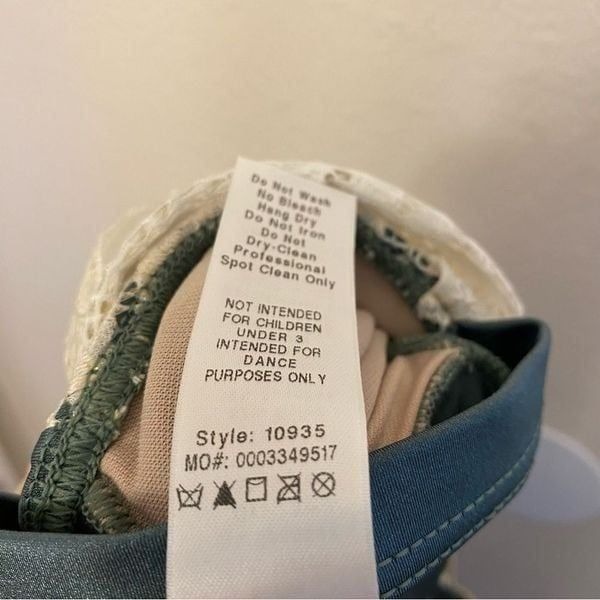 Do Not Wash
No Bleach
Hang Dry
Do Not Iron
Do Not
Dry-Clean
Professional
Spot Clean Only
NOT INTENDED
FOR CHILDREN
UNDER 3
INTENDED FOR
DANCE
PURPOSES ONLY
Style: 10935
MO#: 0003349517